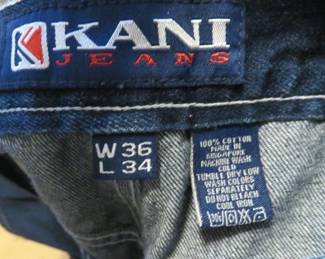 K KANI
JEANS
W 36
L 34
100% COTTON
MADE IN
SINGAPORE
MACHINE WASH
COLD
TUMBLE DRY LOW
WASH COLORS
SEPARATELY
DO NOT BLEACH
COOL IRON